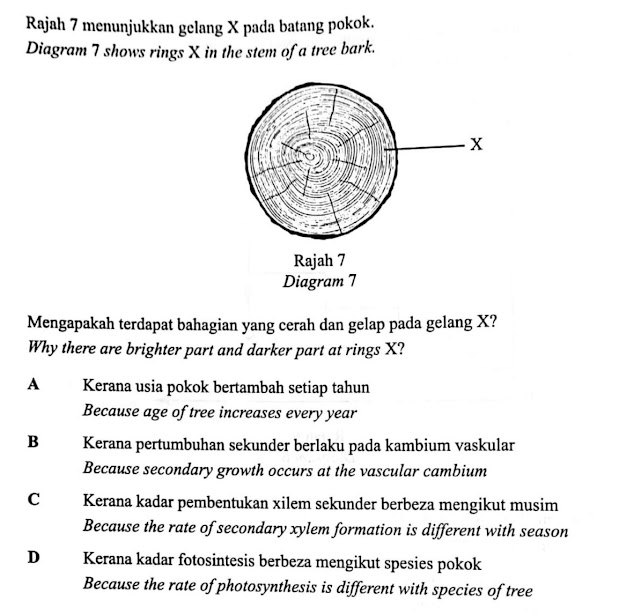 Rajah 7 menunjukkan gelang X pada batang pokok.
Diagram 7 shows rings X in the stem of a tree bark.
X
Rajah 7
Diagram 7
Mengapakah terdapat bahagian yang cerah dan gelap pada gelang X?
Why there are brighter part and darker part at rings X?
A Kerana usia pokok bertambah setiap tahun
Because age of tree increases every year
B Kerana pertumbuhan sekunder berlaku pada kambium vaskular
Because secondary growth occurs at the vascular cambium
C Kerana kadar pembentukan xilem sekunder berbeza mengikut musim
Because the rate of secondary xylem formation is different with season
D Kerana kadar fotosintesis berbeza mengikut spesies pokok
Because the rate of photosynthesis is different with species of tree